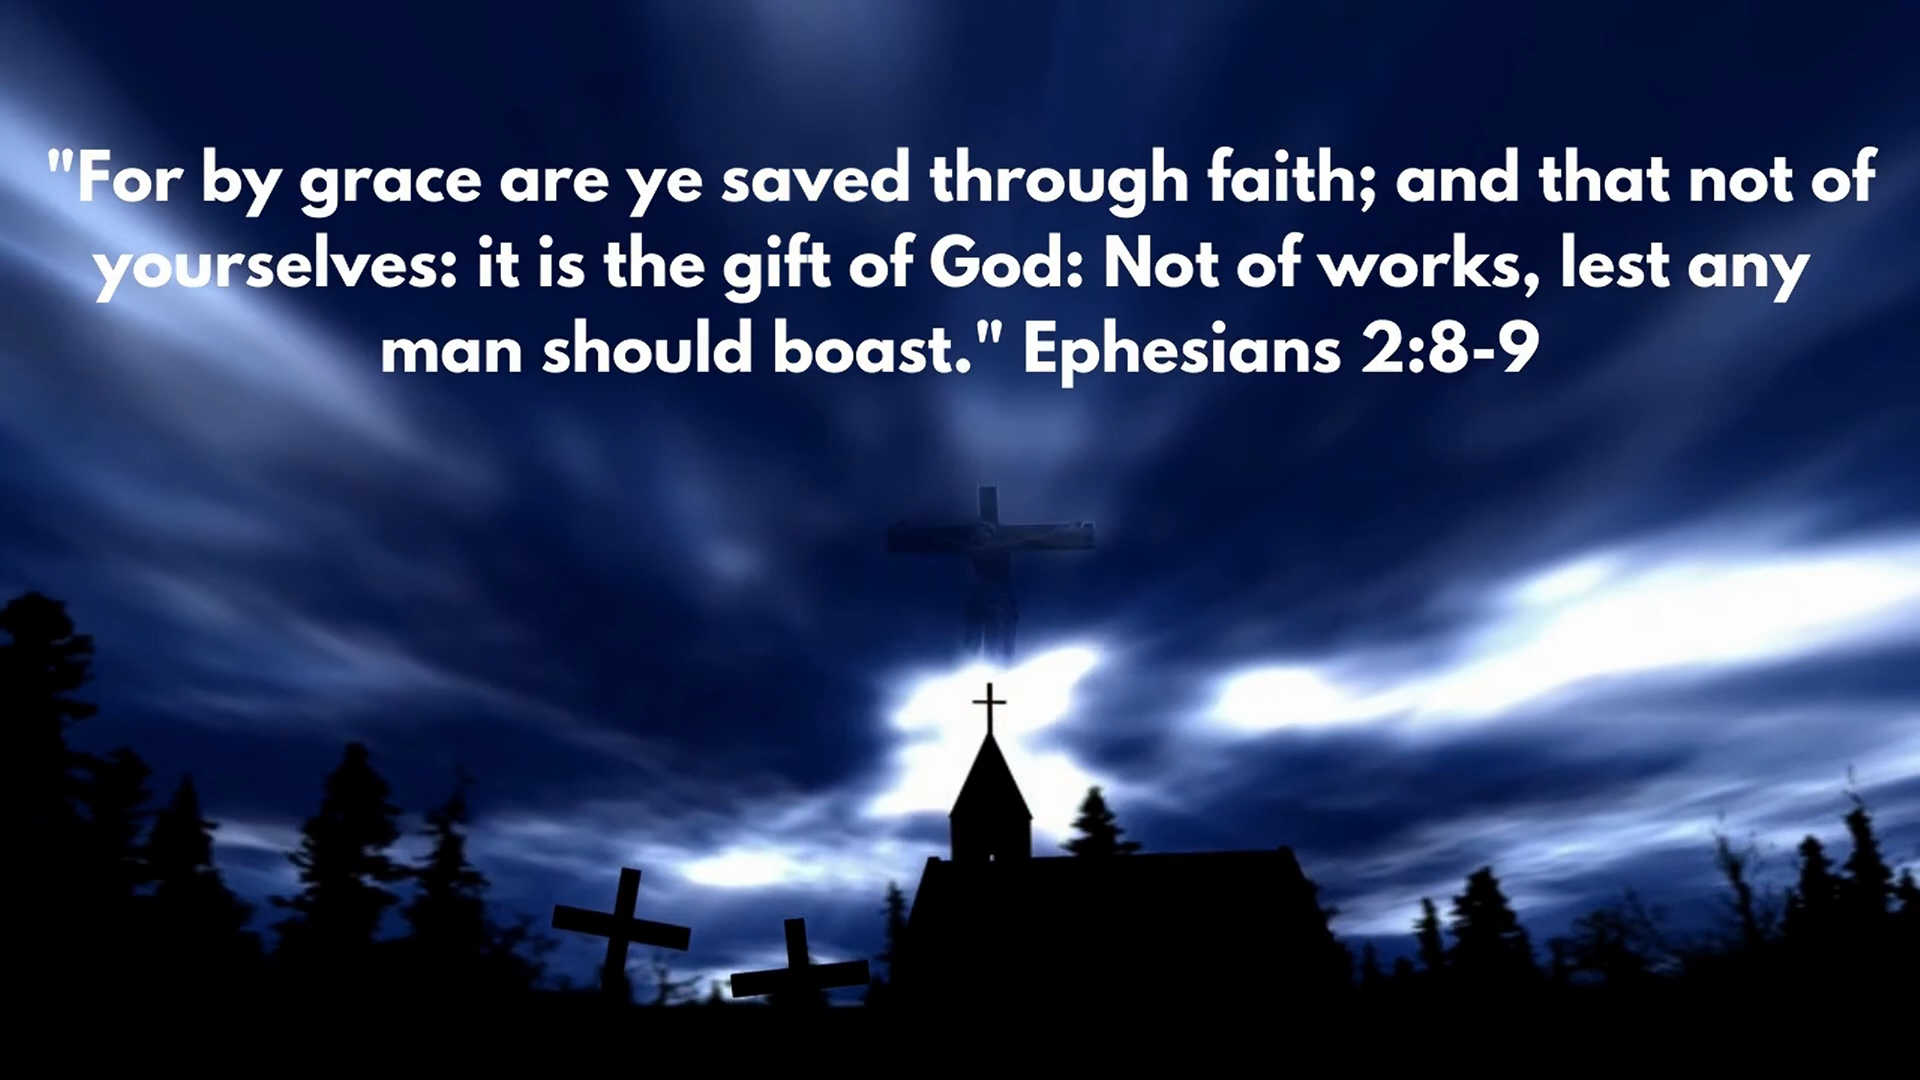 "For by grace are ye saved through faith; and that not of
yourselves: it is the gift of God: Not of works, lest any
man should boast." Ephesians 2:8-9